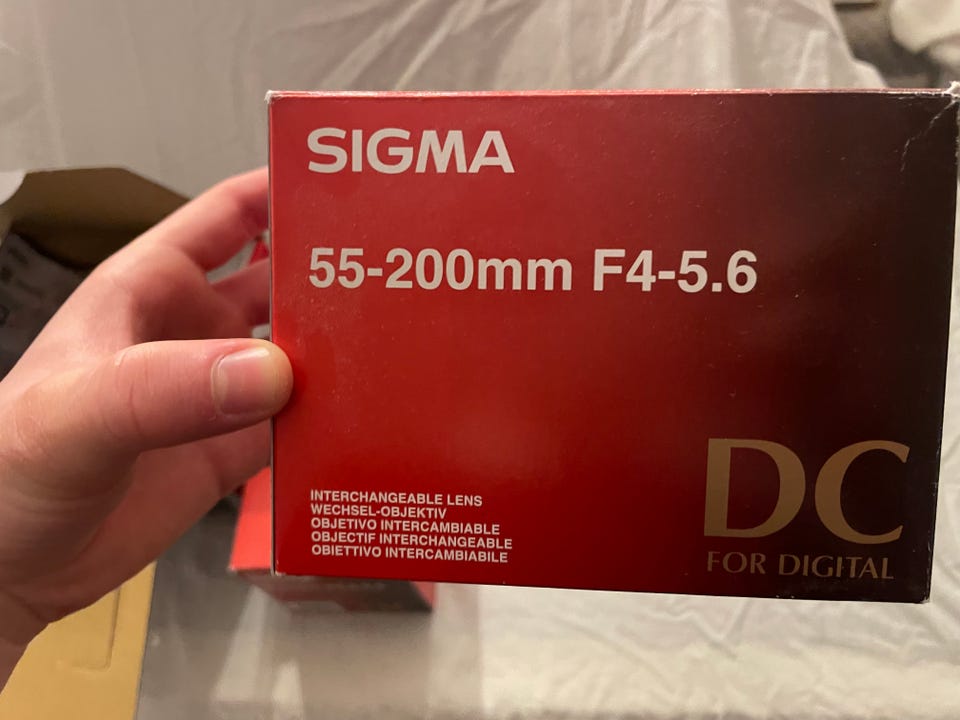 SIGMA
55-200mm F4-5.6
INTERCHANGEABLE LENS
WECHSEL-OBJEKTIV
OBJETIVO INTERCAMBIABLE
OBJECTIF INTERCHANGEABLE
OBIETTIVO INTERCAMBIABILE
DC
FOR DIGITAL